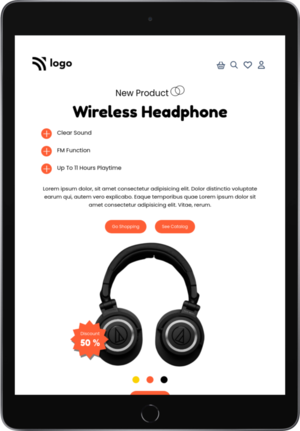 logo
New Product
Wireless Headphone
Clear Sound
FM Function
Up To 11 Hours Playtime
Lorem ipsum dolor, sit amet consectetur adipisicing elit. Dolor distinctio voluptate
earum qui, autem vero explicabo. Eaque temporibus quae Lorem ipsum dolor sit
amet consectetur adipisicing elit. Vitae, rerum.
Go Shopping
See Catalog
Discount
50 %